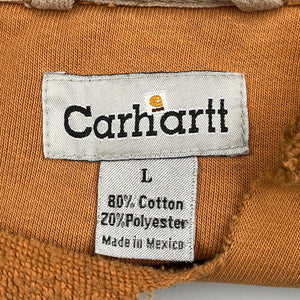 Carhartt
L
80% Cotton
20% Polyester
Made in Mexico